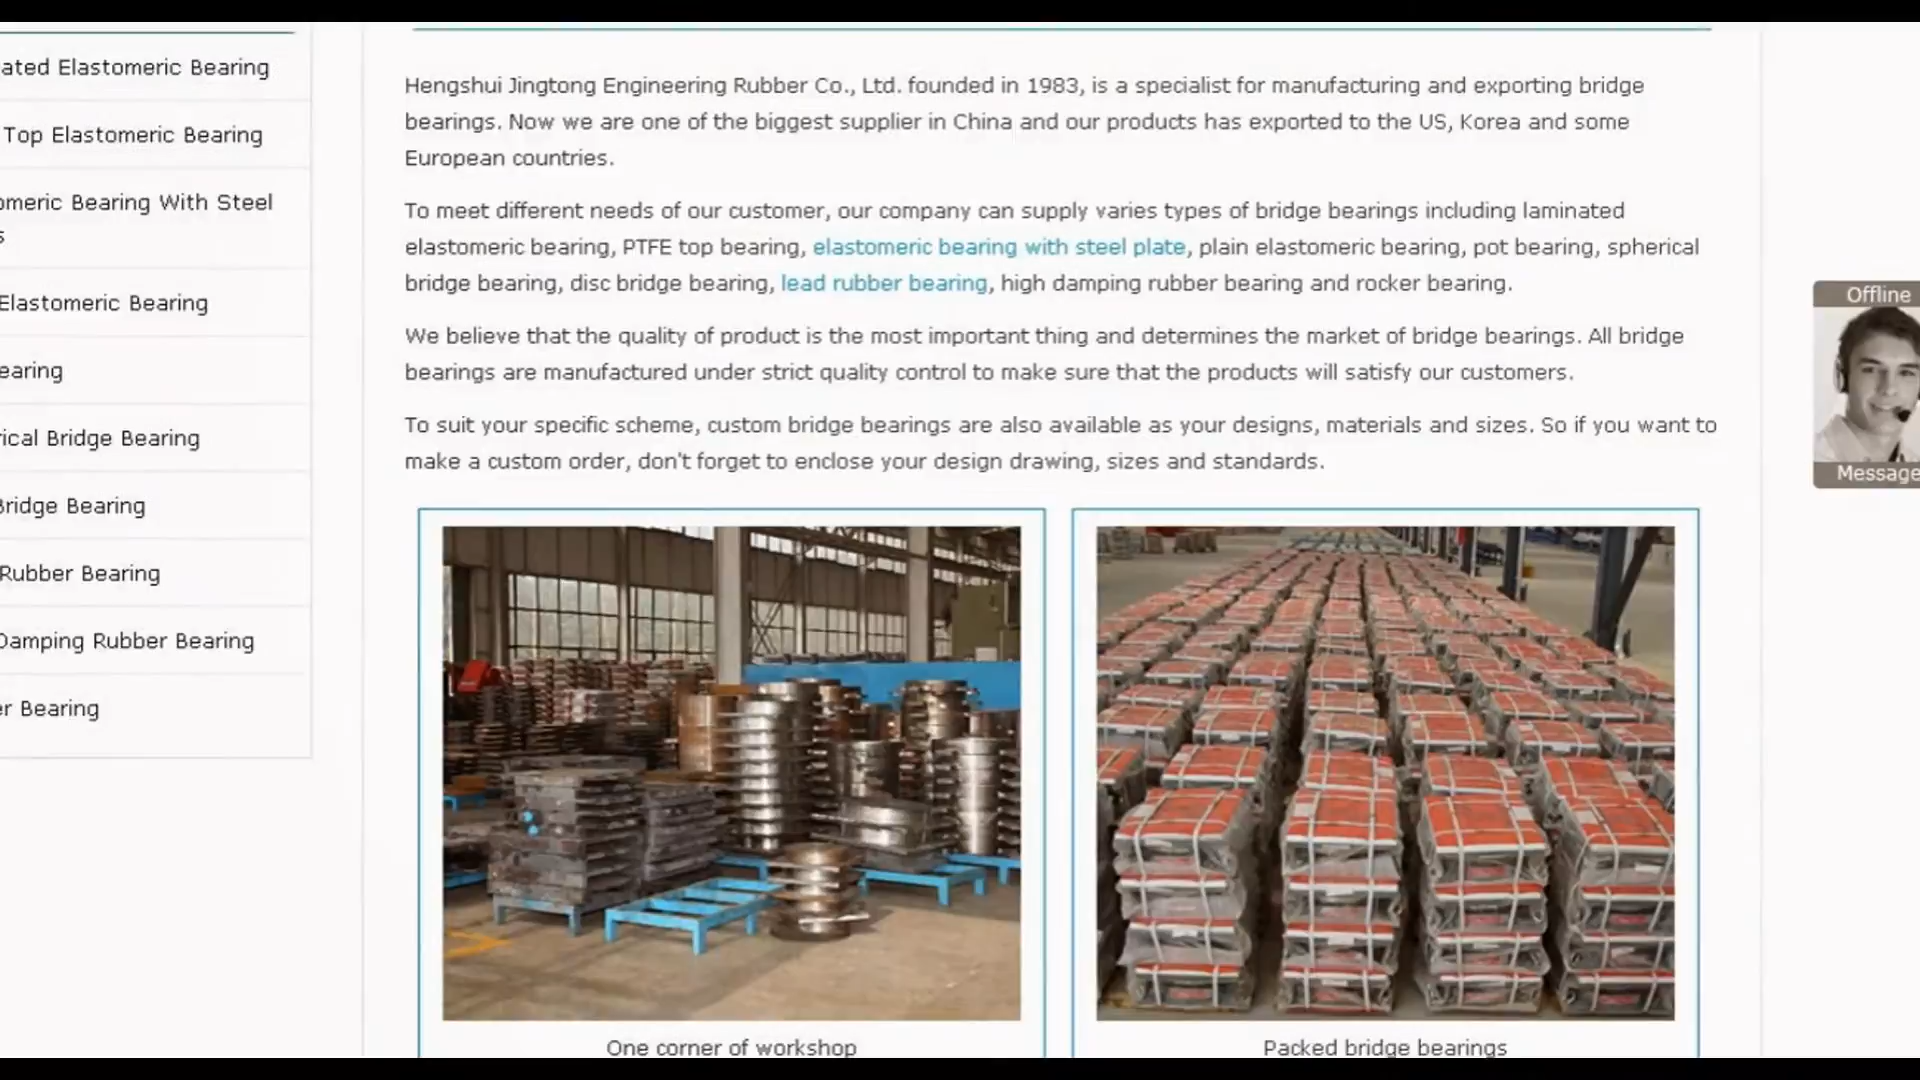 ated Elastomeric Bearing
Top Elastomeric Bearing
omeric Bearing With Steel
s
Elastomeric Bearing
earing
rical Bridge Bearing
Bridge Bearing
Rubber Bearing
Damping Rubber Bearing
er Bearing
Hengshui Jingtong Engineering Rubber Co., Ltd. founded in 1983, is a specialist for manufacturing and exporting bridge
bearings. Now we are one of the biggest supplier in China and our products has exported to the US, Korea and some
European countries.
To meet different needs of our customer, our company can supply varies types of bridge bearings including laminated
elastomeric bearing, PTFE top bearing, elastomeric bearing with steel plate, plain elastomeric bearing, pot bearing, spherical
bridge bearing, disc bridge bearing, lead rubber bearing, high damping rubber bearing and rocker bearing.
We believe that the quality of product is the most important thing and determines the market of bridge bearings. All bridge
bearings are manufactured under strict quality control to make sure that the products will satisfy our customers.
To suit your specific scheme, custom bridge bearings are also available as your designs, materials and sizes. So if you want to
make a custom order, don't forget to enclose your design drawing, sizes and standards.
One corner of workshop
Packed bridge bearings
Offline
Message